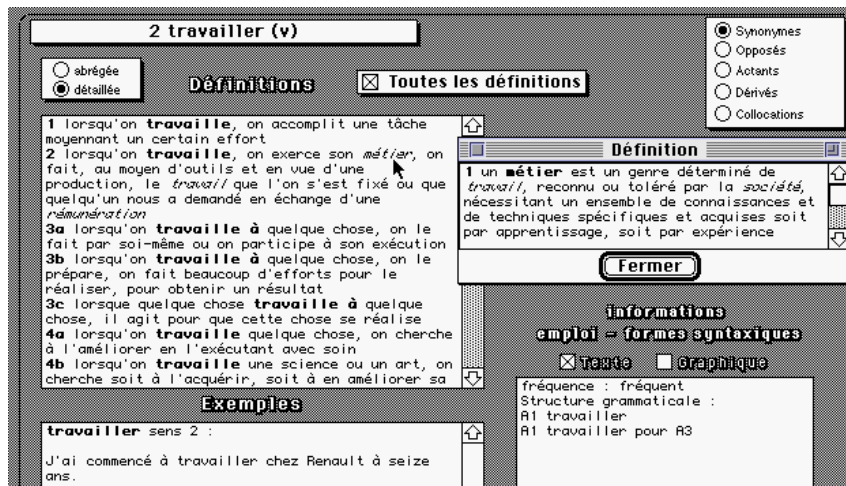 2 travailler (v)
abrégée
détaillée
Définitions
Toutes les définitions
Synonymes
Opposés
Actants
Dérivés
Collocations
1 lorsqu'on travaille, on accomplit une tâche
moyennant un certain effort
2 lorsqu'on travaille, on exerce son métier, on
fait, au moyen d'outils et en vue d'une
production, le travail que l'on s'est fixé ou que
quelqu'un nous a demandé en échange d'une
rémunération
3a lorsqu'on travaille à quelque chose, on le
fait par soi-même ou on participe à son exécution
3b lorsqu'on travaille à quelque chose, on le
prépare, on fait beaucoup d'efforts pour le
réaliser, pour obtenir un résultat
3c lorsque quelque chose travaille à quelque
chose, il agit pour que cette chose se réalise
4a lorsqu'on travaille quelque chose, on cherche
à l'améliorer en l'exécutant avec soin
4b lorsqu'on travaille une science ou un art, on
cherche soit à l'acquérir, soit à en améliorer sa
Définition
1 un métier est un genre déterminé de
travail, reconnu ou toléré par la société,
nécessitant un ensemble de connaissances et
de techniques spécifiques et acquises soit
par apprentissage, soit par expérience
Fermer
informations
emploi - formes syntaxiques
Texte
Graphique
fréquence : fréquent
Structure grammaticale :
A1 travailler
A1 travailler pour A3
Exemples
travailler sens 2 :
J'ai commencé à travailler chez Renault à seize
ans.